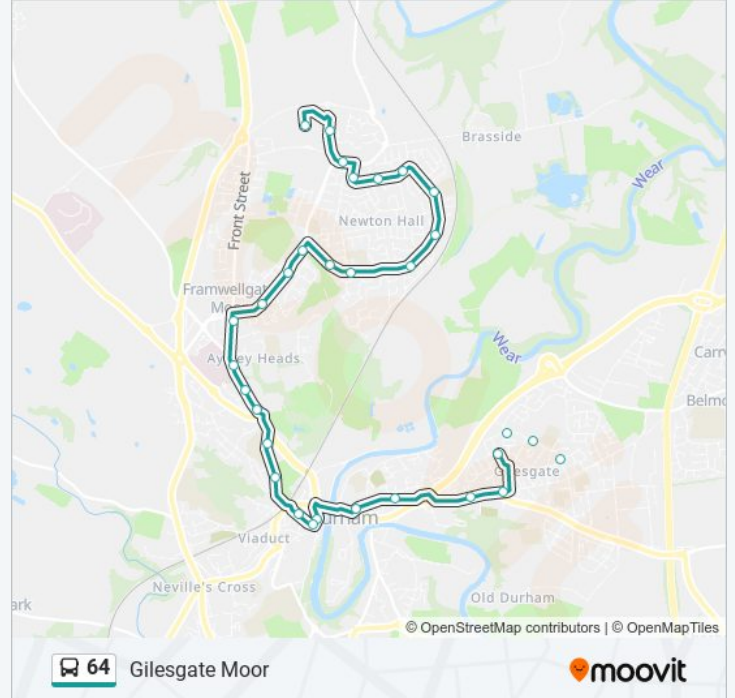 Brasside
Wear
Front Street
Newton Hall
Framwellgate
Moor
Wear
Aykley Heads
Carr
Belmo
Gilesgate
Durham
Viaduct
Neville's Cross
ark
Old Durham
© OpenStreetMap contributors | © OpenMapTiles
64 Gilesgate Moor
moovit